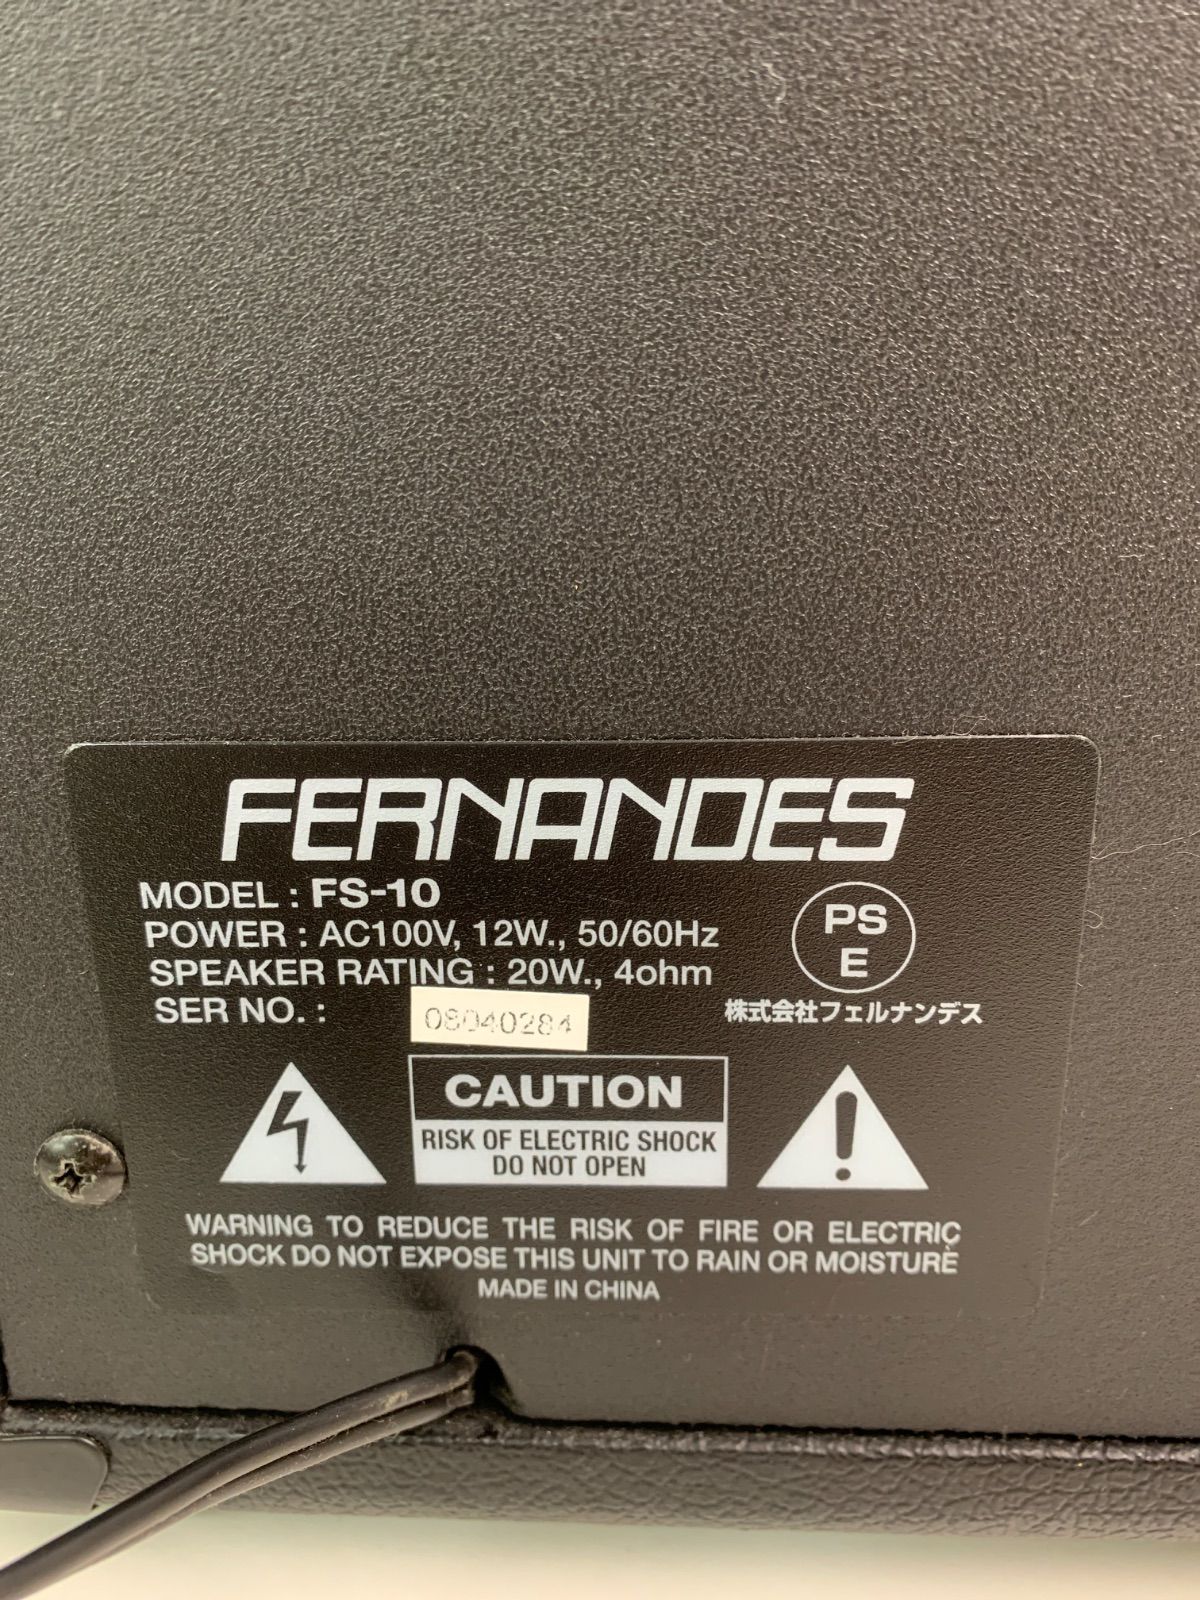 FERNANDES
MODEL : FS-10
POWER : AC100V, 12W., 50/60Hz
SPEAKER RATING : 20W., 4ohm
SER NO. : 08040284
PS
E
株式会社フェルナンデス
CAUTION
RISK OF ELECTRIC SHOCK
DO NOT OPEN
WARNING TO REDUCE THE RISK OF FIRE OR ELECTRIC
SHOCK DO NOT EXPOSE THIS UNIT TO RAIN OR MOISTURE
MADE IN CHINA